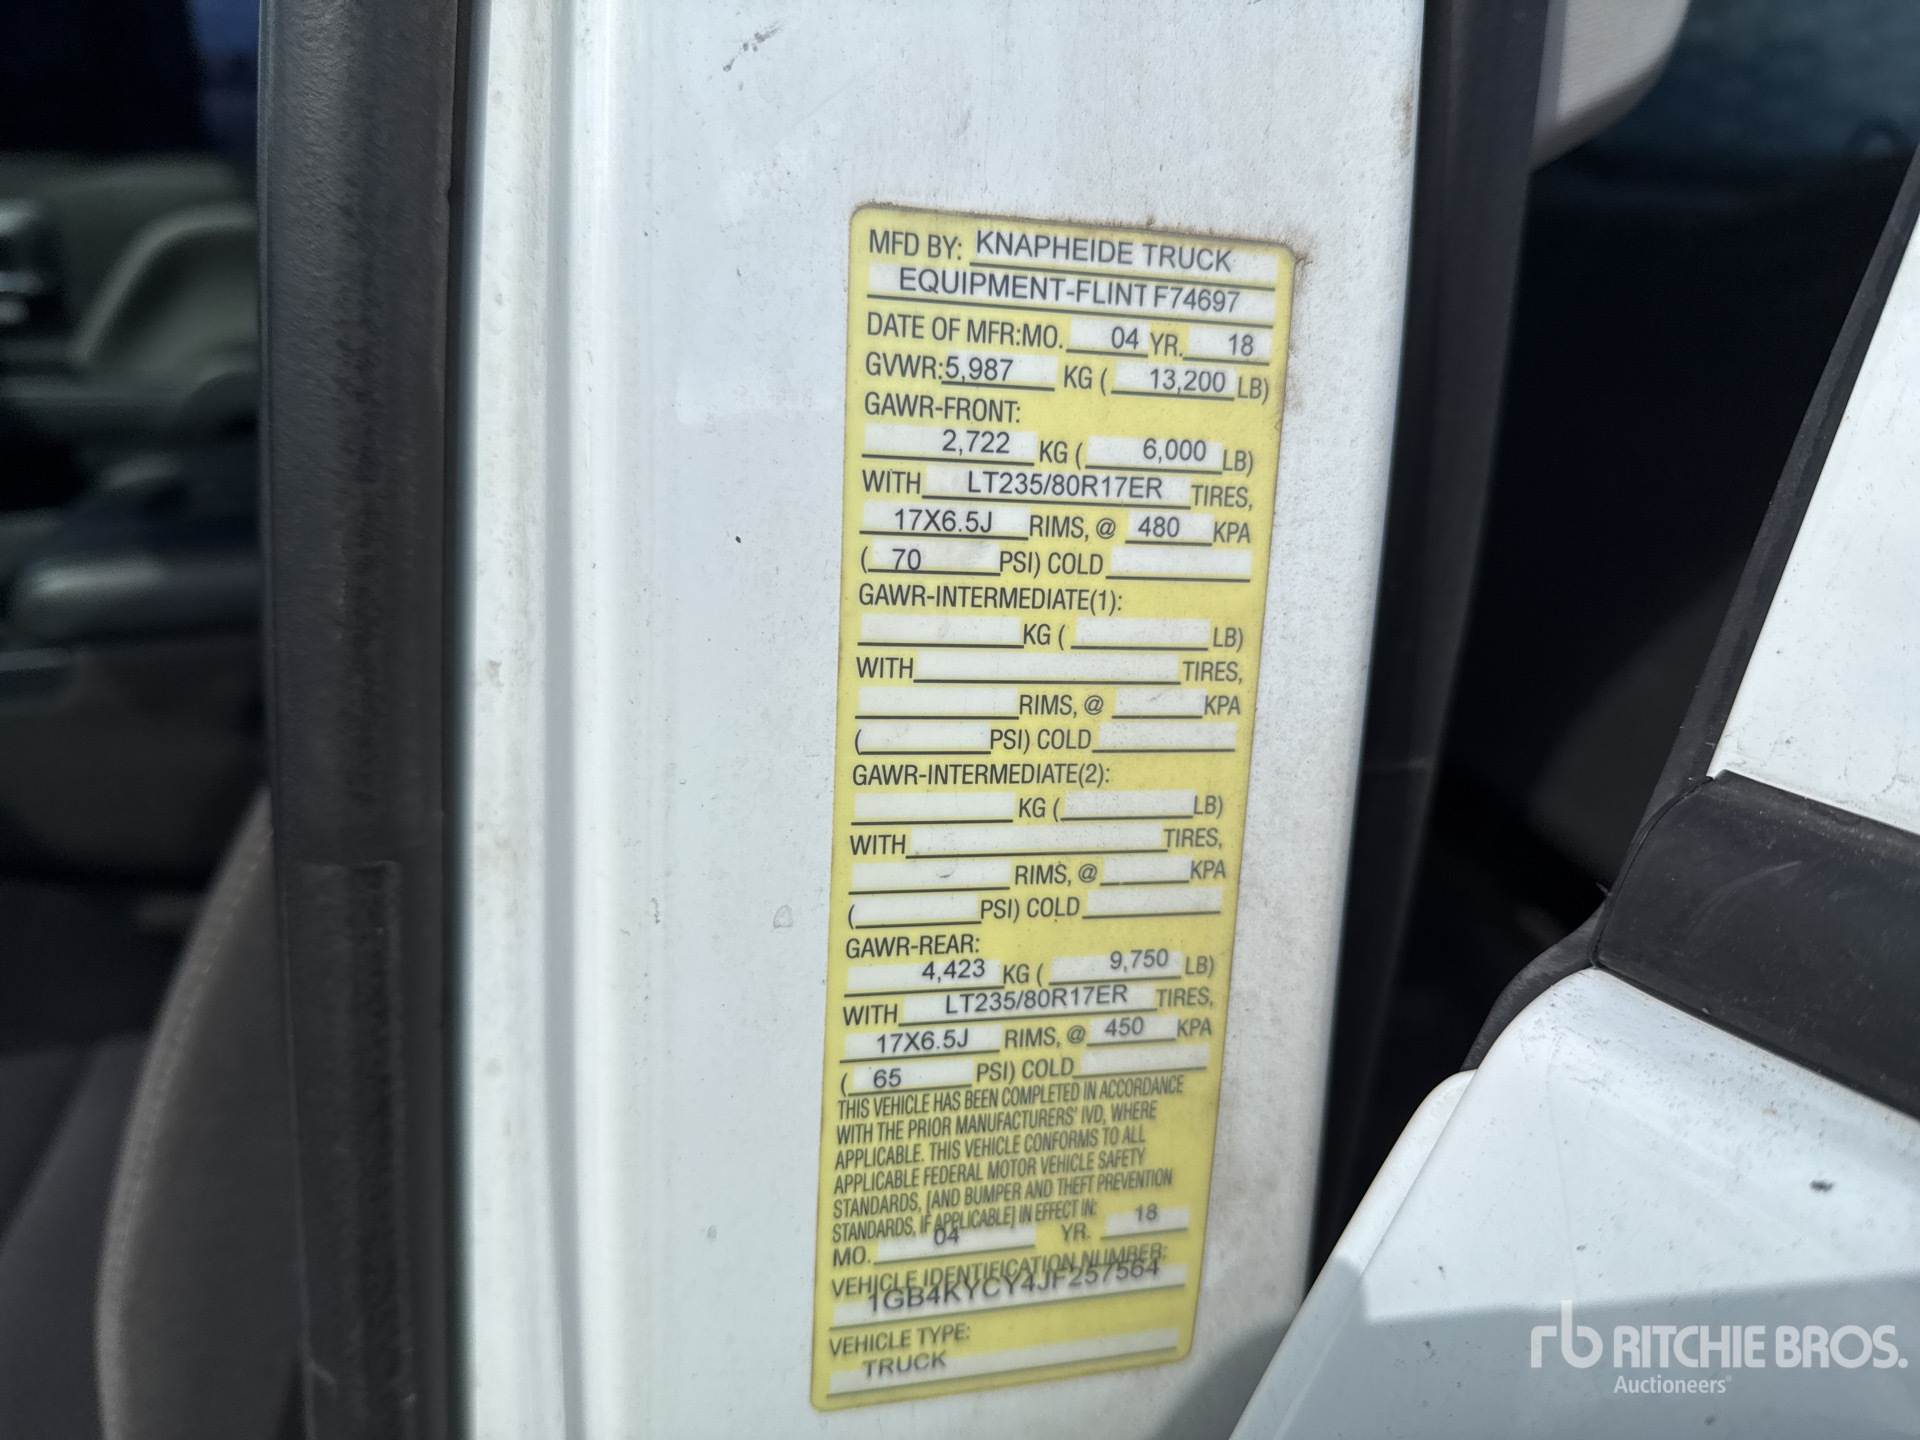 MFD BY: KNAPHEIDE TRUCK
EQUIPMENT-FLINT F74697
DATE OF MFR:MO. 04 YR. 18
GVWR: 5,987 KG ( 13,200 LB)
GAWR-FRONT:
2,722 KG ( 6,000 LB)
WITH LT235/80R17ER TIRES,
17X6.5J RIMS, @ 480 KPA
( 70 PSI) COLD
GAWR-INTERMEDIATE(1):
KG ( LB)
WITH TIRES,
RIMS, @ KPA
( PSI) COLD
GAWR-INTERMEDIATE(2):
KG ( LB)
WITH TIRES,
RIMS, @ KPA
( PSI) COLD
GAWR-REAR:
4,423 KG ( 9,750 LB)
WITH LT235/80R17ER TIRES,
17X6.5J RIMS, @ 450 KPA
( 65 PSI) COLD
THIS VEHICLE HAS BEEN COMPLETED IN ACCORDANCE
WITH THE PRIOR MANUFACTURERS' IVD, WHERE
APPLICABLE. THIS VEHICLE CONFORMS TO ALL
APPLICABLE FEDERAL MOTOR VEHICLE SAFETY
STANDARDS, [AND BUMPER AND THEFT PREVENTION
STANDARDS, IF APPLICABLE] IN EFFECT IN:
MO. 04 YR. 18
VEHICLE IDENTIFICATION NUMBER:
1GB4KYCY4JF257564
VEHICLE TYPE:
TRUCK
rb RITCHIE BROS.
Auctioneers